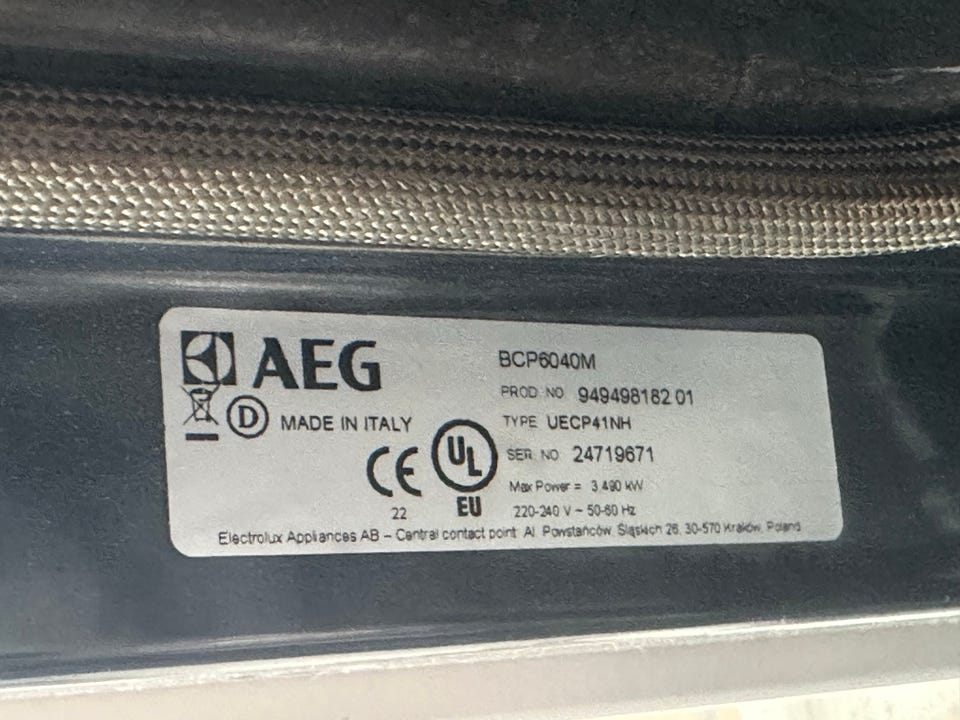 AEG
BCP6040M
PROD. NO 949498182 01
D MADE IN ITALY
TYPE UECP41NH
CE UL EU
SER. NO 24719671
Max Power = 3.490 kW
22
220-240 V ~ 50-60 Hz
Electrolux Appliances AB - Central contact point Al. Powstańców Śląskich 26, 30-570 Kraków, Poland